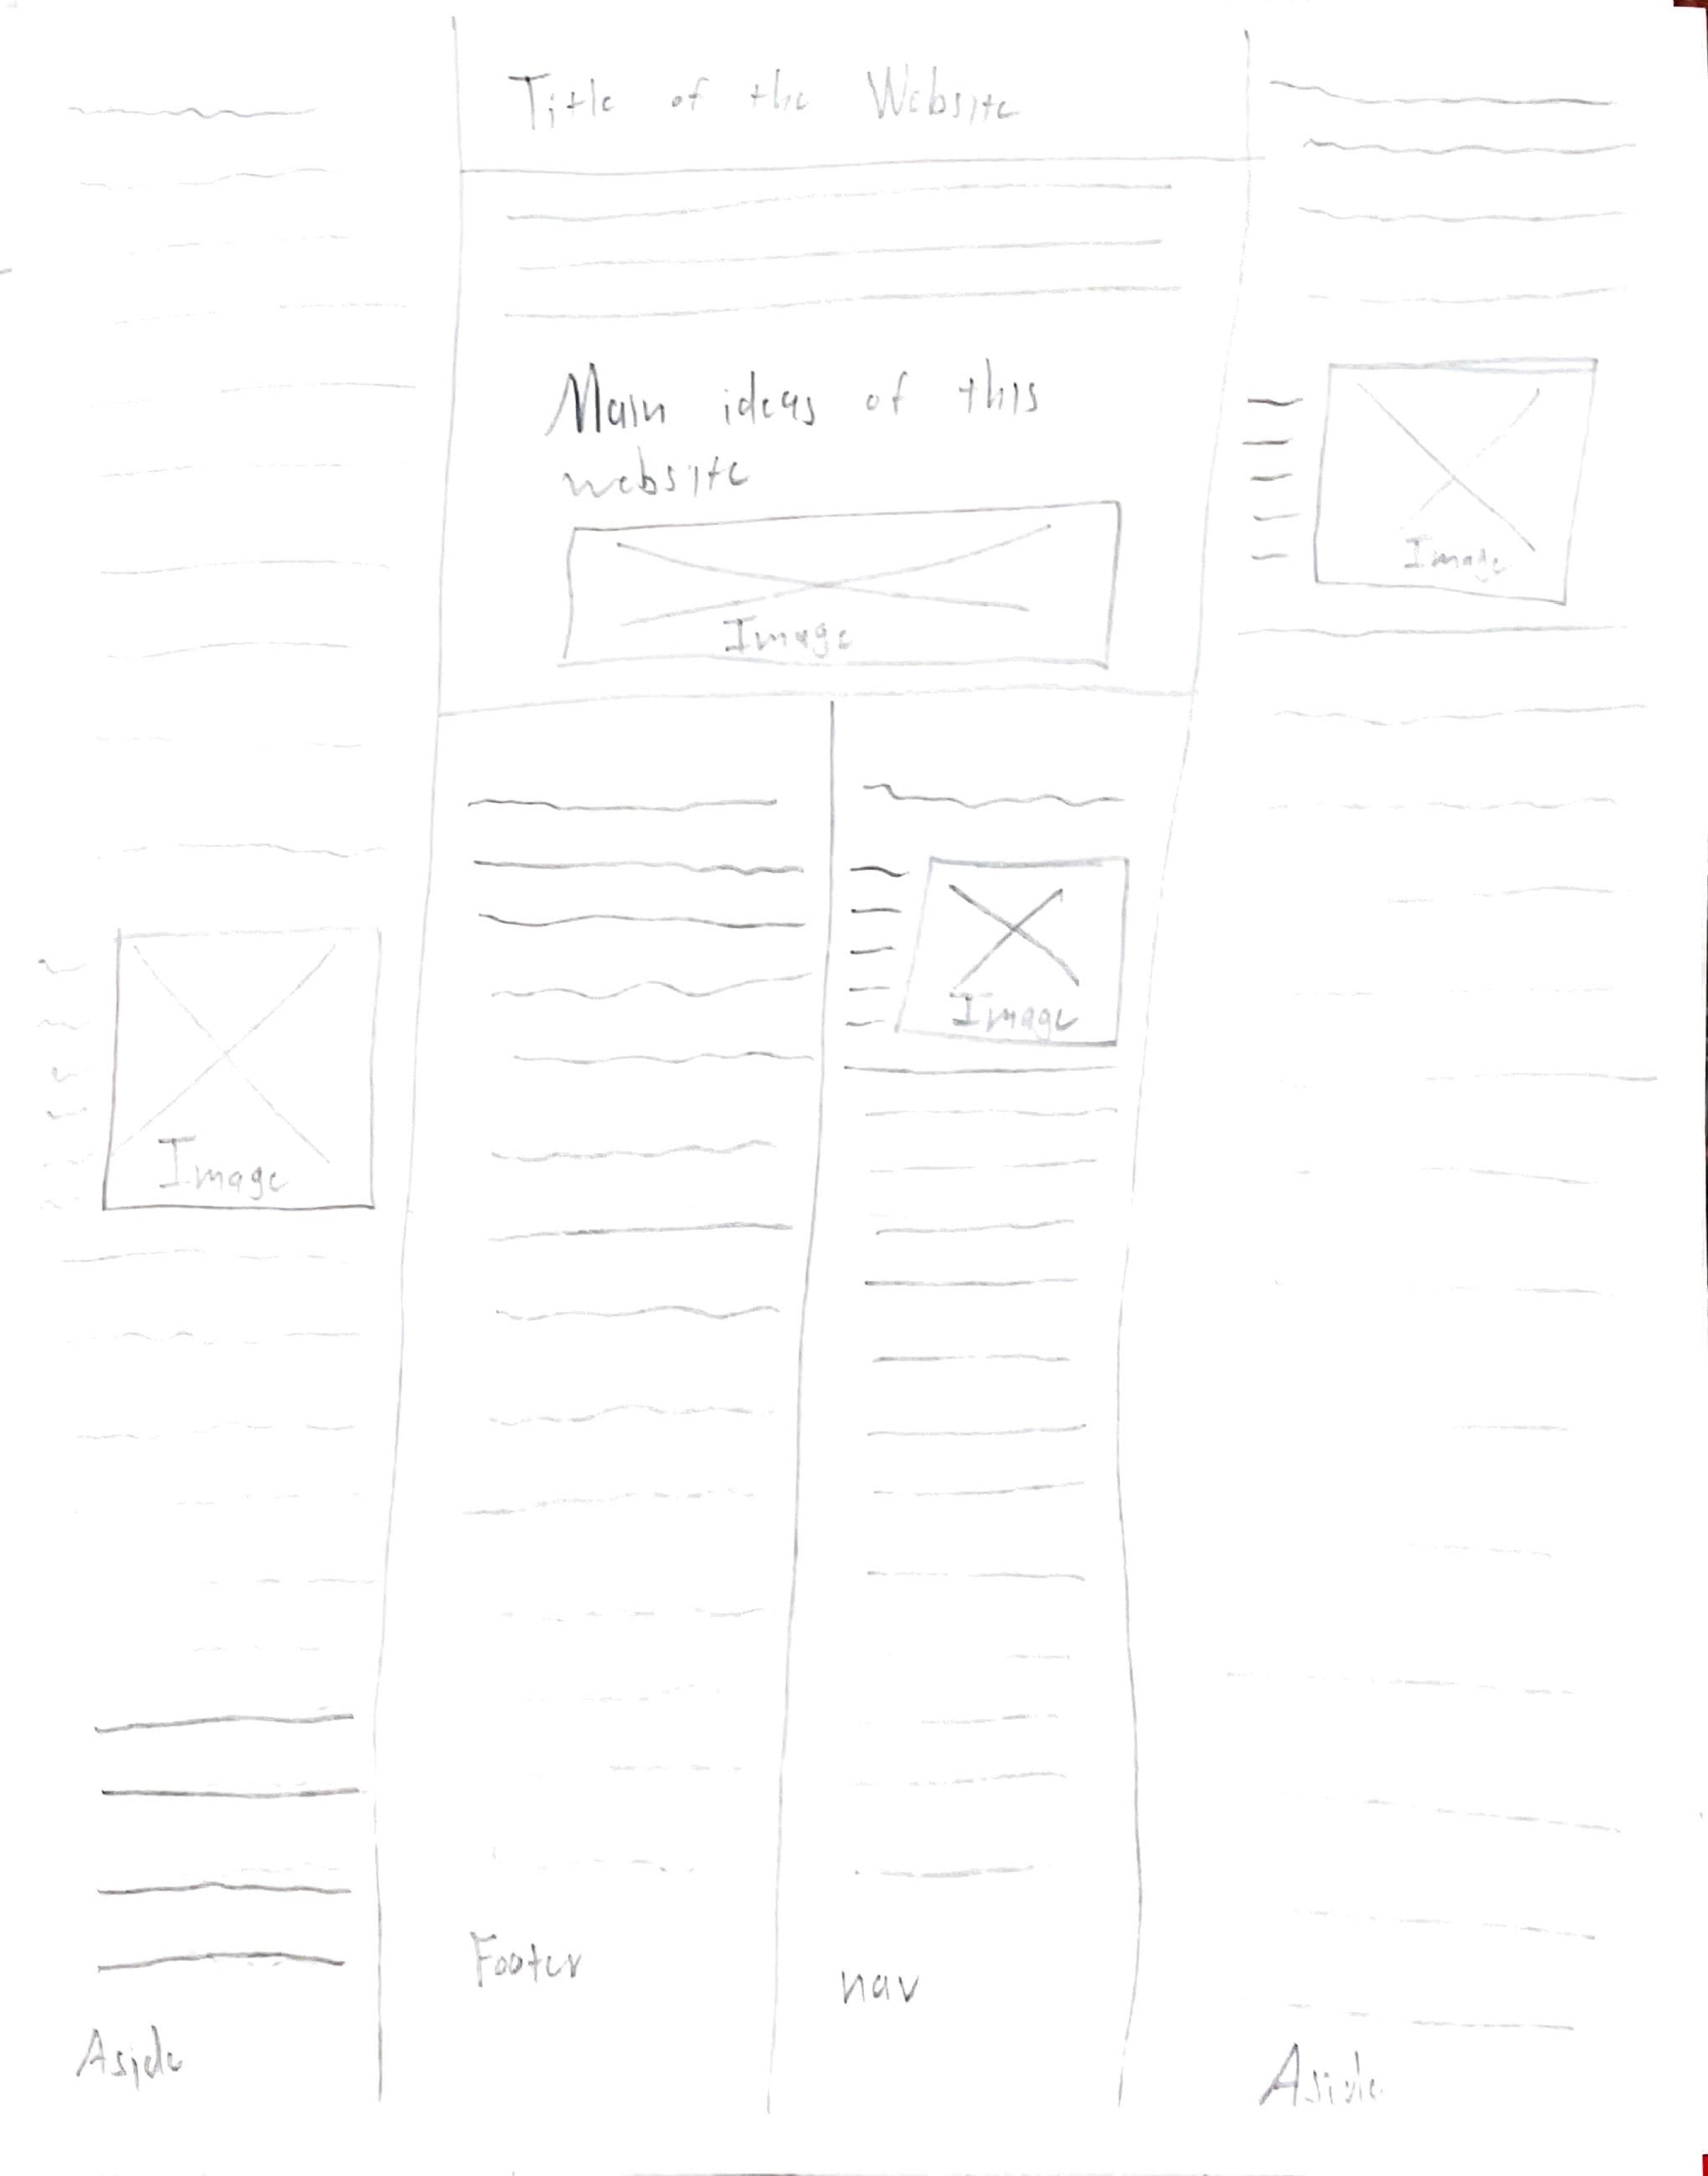 Title of the Website
Main ideas of this
website
Image
Image
Image
Image
Footer
nav
Aside
Aside